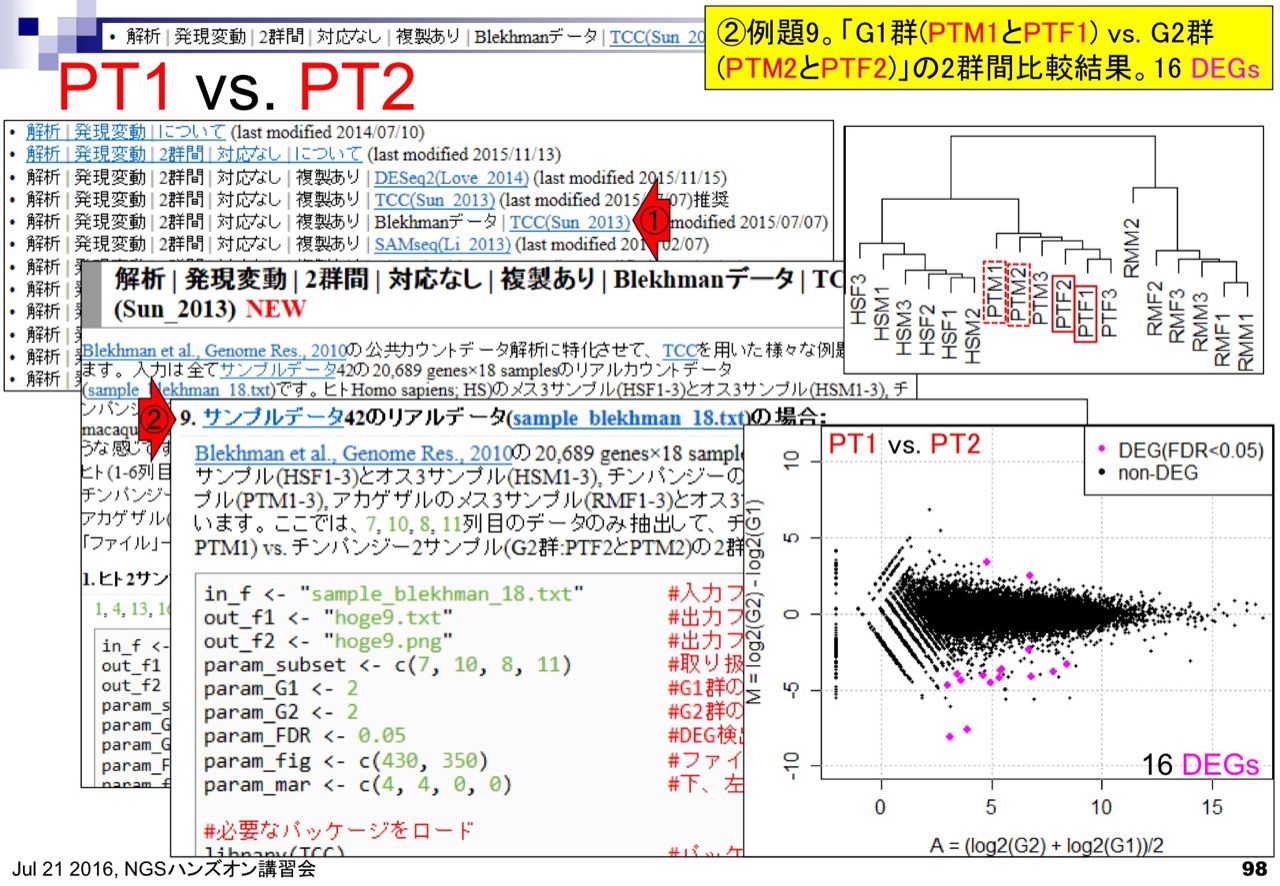 • 解析 | 発現変動 | 2群間 | 対応なし | 複製あり | Blekhmanデータ | TCC(Sun_20
②例題9。「G1群(PTM1とPTF1) vs. G2群
(PTM2とPTF2)」の2群間比較結果。16 DEGs
PT1 vs. PT2
• 解析 | 発現変動 | について (last modified 2014/07/10)
• 解析 | 発現変動 | 2群間 | 対応なし | について (last modified 2015/11/13)
• 解析 | 発現変動 | 2群間 | 対応なし | 複製あり | DESeq2(Love_2014) (last modified 2015/11/15)
• 解析 | 発現変動 | 2群間 | 対応なし | 複製あり | TCC(Sun_2013) (last modified 2015/07/07)推奨
• 解析 | 発現変動 | 2群間 | 対応なし | 複製あり | Blekhmanデータ | TCC(Sun_2013) ① modified 2015/07/07)
• 解析 | 発現変動 | 2群間 | 対応なし | 複製あり | SAMseq(Li_2013) (last modified 201 02/07)
• 解析
• 解析 |
• 解析 |
• 解析 |
• 解析 |
• 解析 |
解析 | 発現変動 | 2群間 | 対応なし | 複製あり | Blekhmanデータ | TC
(Sun_2013) NEW
Blekhman et al., Genome Res., 2010の公共カウントデータ解析に特化させて、TCCを用いた様々な例題
ます。入力は全てサンプルデータ42の20,689 genes×18 samplesのリアルカウントデータ
(sample_blekhman_18.txt)です。ヒトHomo sapiens; HS)のメス3サンプル(HSF1-3)とオス3サンプル(HSM1-3), チ
ンパンジ
macaqu
うな感じです
ヒト(1-6列目
チンパンジー
アカゲザル(
「ファイル」
1. ヒト2サン
1, 4, 13, 16
in_f <-
out_f1
out_f2
param_s
param_G
param_G
param_F
param_f
②
9. サンプルデータ42のリアルデータ(sample_blekhman_18.txt)の場合:
Blekhman et al., Genome Res., 2010の 20,689 genes×18 sampl
サンプル(HSF1-3)とオス3サンプル(HSM1-3), チンパンジーの
プル(PTM1-3), アカゲザルのメス3サンプル(RMF1-3)とオス3
います。ここでは、7, 10, 8, 11列目のデータのみ抽出して、チ
PTM1) vs. チンパンジー2サンプル(G2群:PTF2とPTM2)の2群
in_f <- "sample_blekhman_18.txt" #入力フ
out_f1 <- "hoge9.txt" #出力フ
out_f2 <- "hoge9.png" #出力フ
param_subset <- c(7, 10, 8, 11) #取り扱
param_G1 <- 2 #G1群の
param_G2 <- 2 #G2群の
param_FDR <- 0.05 #DEG検出
param_fig <- c(430, 350) #ファイ
param_mar <- c(4, 4, 0, 0) #下、左
#必要なパッケージをロード
library(TCC) #パッケ
HSF3
HSM1
HSM3
HSF2
HSF1
HSM2
PTM1
PTM2
PTM3
PTF2
PTF1
PTF3
RMM2
RMF2
RMF3
RMM3
RMF1
RMM1
PT1 vs. PT2
DEG(FDR<0.05)
non-DEG
M = log2(G2) - log2(G1)
10
5
0
-5
-10
16 DEGs
0 5 10 15
A = (log2(G2) + log2(G1))/2
Jul 21 2016, NGSハンズオン講習会
98